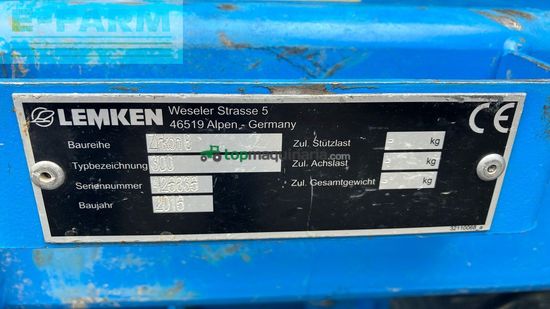 E-FARM
LEMKEN
Weseler Strasse 5
46519 Alpen - Germany
Baureihe
Zul. Stützlast - kg
Typbezeichnung
topmaquinaria.com
Zul. Achslast - kg
Seriennummer
Zul. Gesamtgewicht - kg
Baujahr 2015